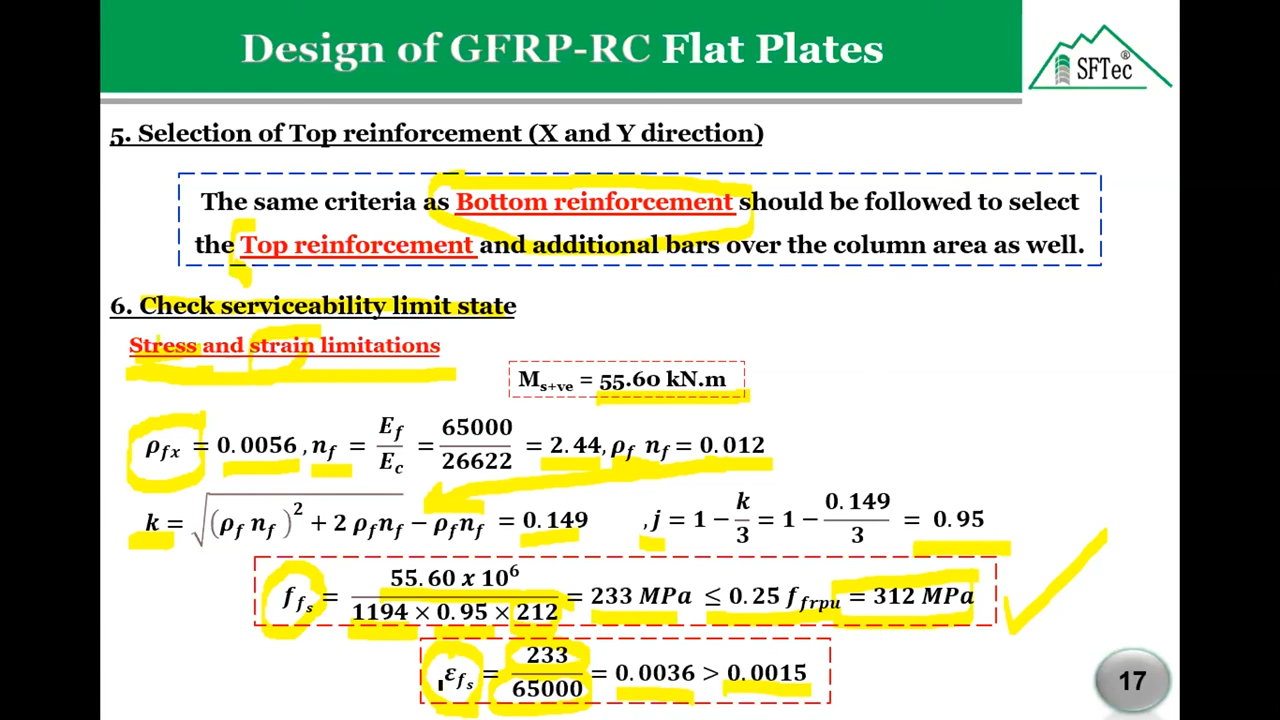 Design of GFRP-RC Flat Plates
SFTec®
5. Selection of Top reinforcement (X and Y direction)
The same criteria as Bottom reinforcement should be followed to select
the Top reinforcement and additional bars over the column area as well.
6. Check serviceability limit state
Stress and strain limitations
Ms+ve = 55.60 kN.m
ρfx = 0.0056 , nf = Ef/Ec = 65000/26622 = 2.44, ρf nf = 0.012
k = √((ρf nf)² + 2 ρfnf) − ρfnf = 0.149 , j = 1 − k/3 = 1 − 0.149/3 = 0.95
ffs = 55.60 x 10⁶/(1194 × 0.95 × 212) = 233 MPa ≤ 0.25 ffrpu = 312 MPa
εfs = 233/65000 = 0.0036 > 0.0015
17